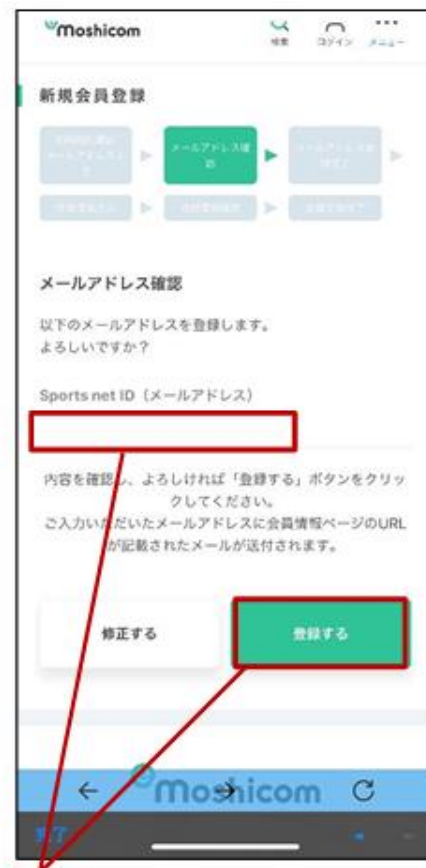 Moshicom
検索 ログイン メニュー
新規会員登録
メールアドレス確
認
メールアドレス確認
以下のメールアドレスを登録します。
よろしいですか？
Sports net ID（メールアドレス）
内容を確認し、よろしければ「登録する」ボタンをクリッ
クしてください。
ご入力いただいたメールアドレスに会員情報ページのURL
が記載されたメールが送付されます。
修正する 登録する
Moshicom
完了